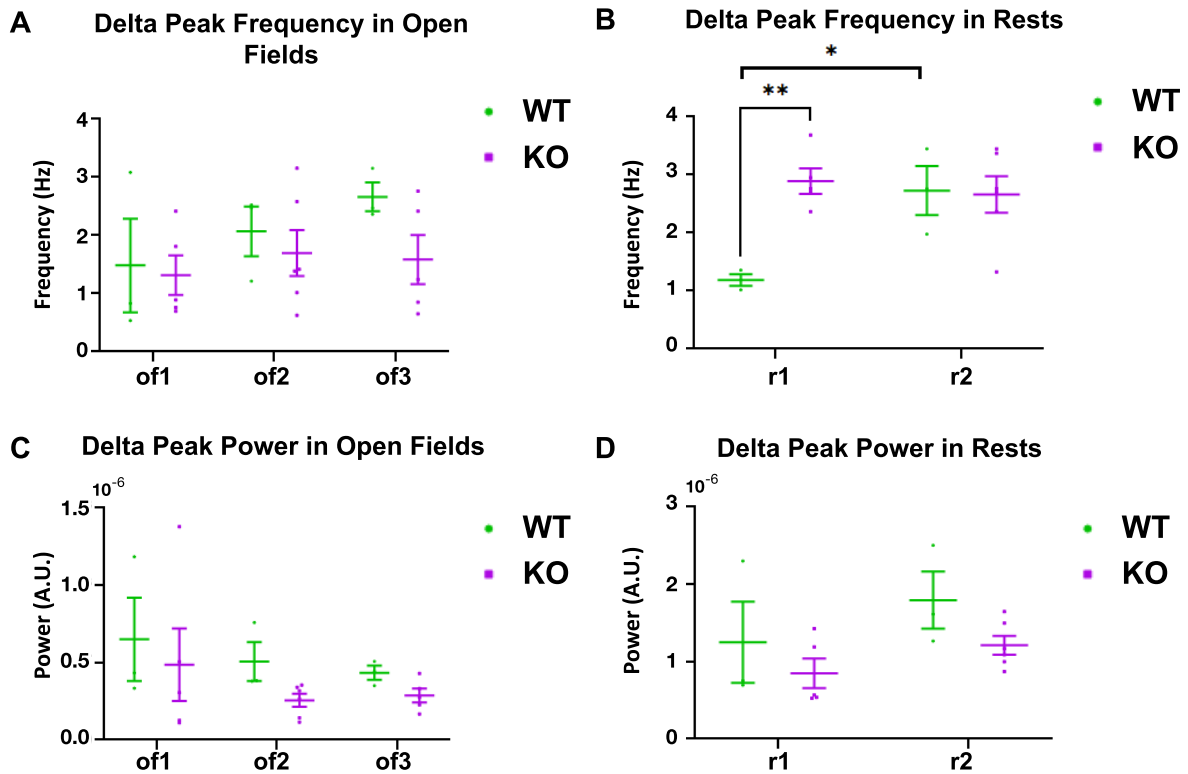 A
Delta Peak Frequency in Open
Fields
WT
KO
4
3
2
1
0
Frequency (Hz)
of1 of2 of3
B
Delta Peak Frequency in Rests
*
**
WT
KO
4
3
2
1
0
Frequency (Hz)
r1 r2
C
Delta Peak Power in Open Fields
10-6
WT
KO
1.5
1.0
0.5
0.0
Power (A.U.)
of1 of2 of3
D
Delta Peak Power in Rests
10-6
WT
KO
3
2
1
0
Power (A.U.)
r1 r2